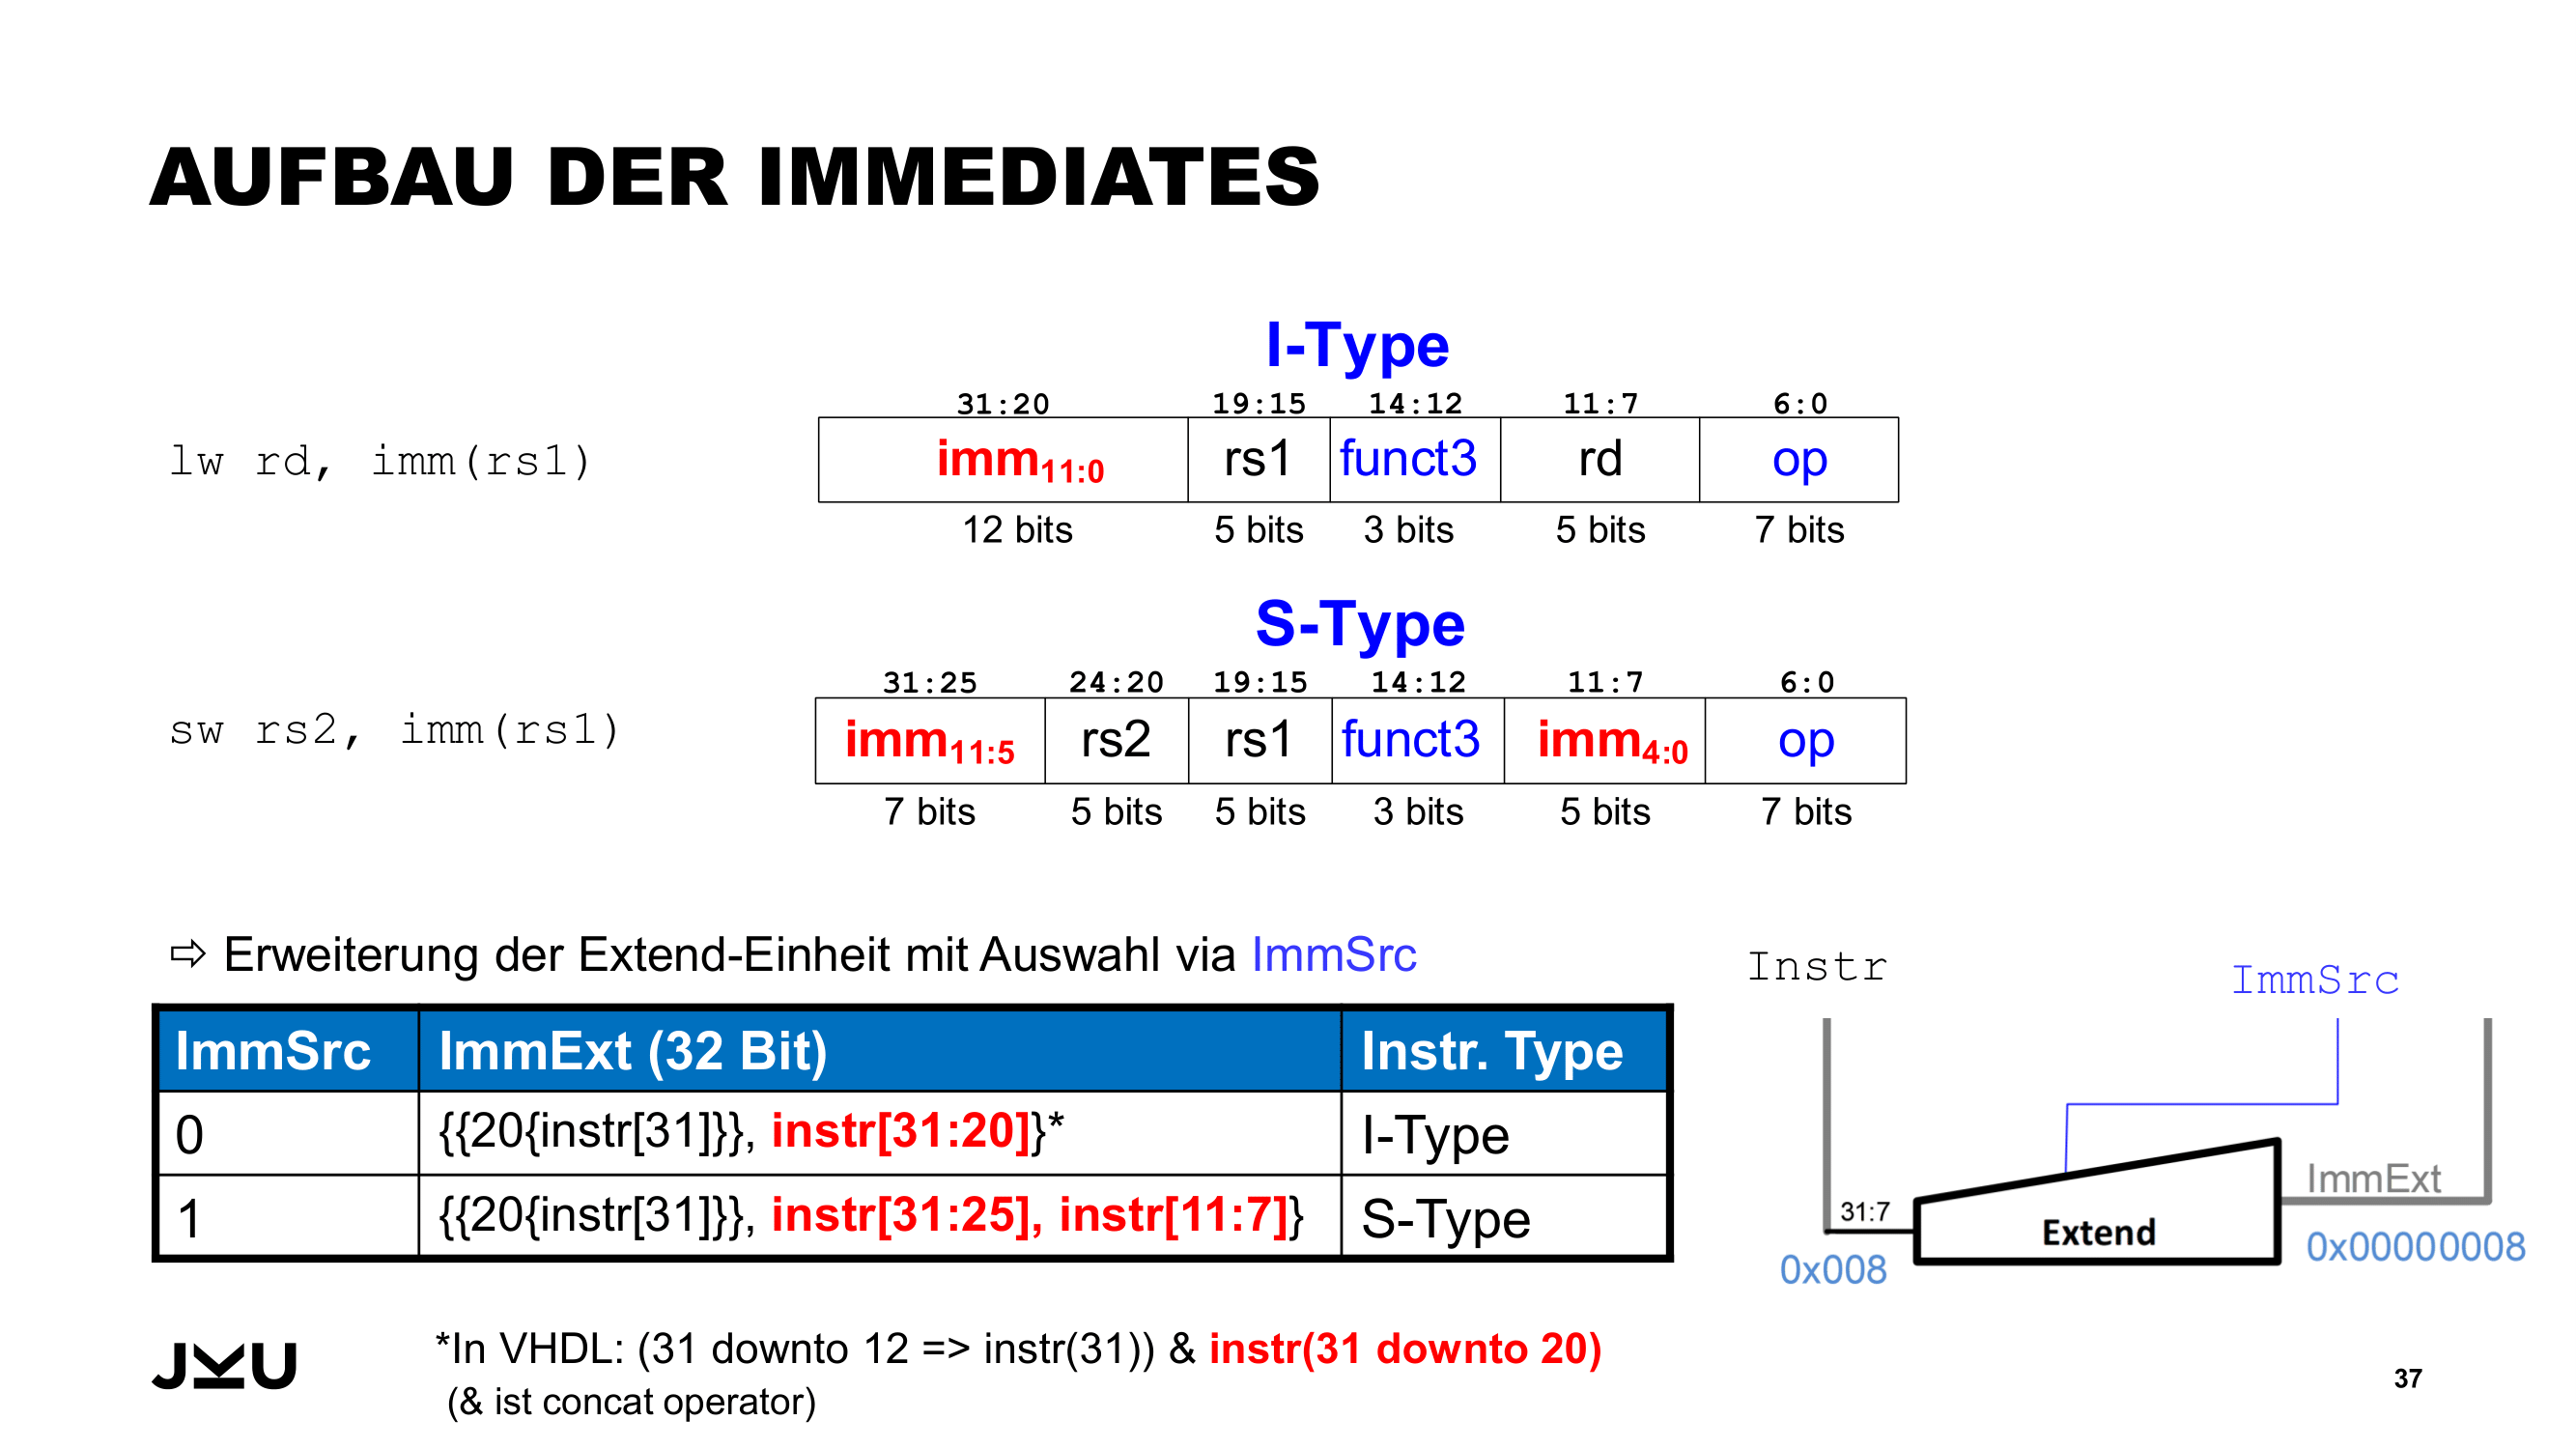 AUFBAU DER IMMEDIATES
I-Type
31:20 19:15 14:12 11:7 6:0
lw rd, imm(rs1)
imm11:0 rs1 funct3 rd op
12 bits 5 bits 3 bits 5 bits 7 bits
S-Type
31:25 24:20 19:15 14:12 11:7 6:0
sw rs2, imm(rs1)
imm11:5 rs2 rs1 funct3 imm4:0 op
7 bits 5 bits 5 bits 3 bits 5 bits 7 bits
⇨ Erweiterung der Extend-Einheit mit Auswahl via ImmSrc
ImmSrc ImmExt (32 Bit) Instr. Type
0 {{20{instr[31]}}, instr[31:20]}* I-Type
1 {{20{instr[31]}}, instr[31:25], instr[11:7]} S-Type
Instr
ImmSrc
ImmExt
31:7
Extend
0x008
0x00000008
JKU
*In VHDL: (31 downto 12 => instr(31)) & instr(31 downto 20)
(& ist concat operator)
37